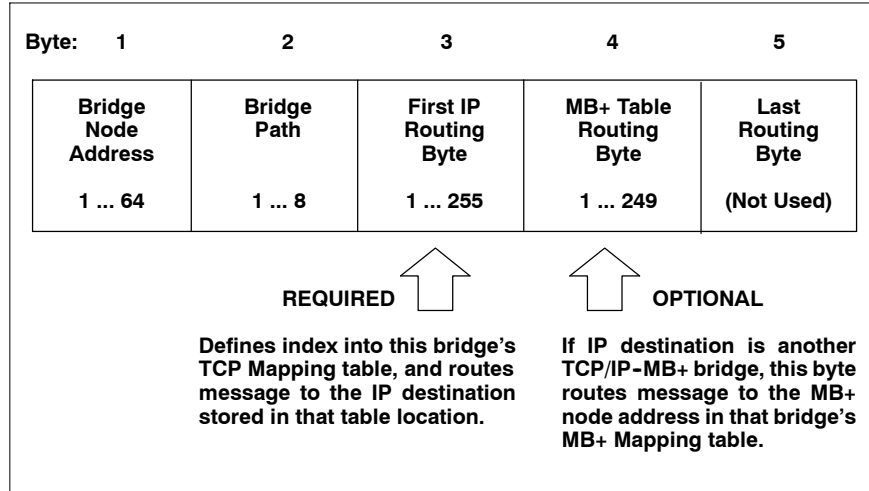 Byte: 1 2 3 4 5
Bridge Node Address
Bridge Path
First IP Routing Byte
MB+ Table Routing Byte
Last Routing Byte
1 ... 64
1 ... 8
1 ... 255
1 ... 249
(Not Used)
REQUIRED
Defines index into this bridge's
TCP Mapping table, and routes
message to the IP destination
stored in that table location.
OPTIONAL
If IP destination is another
TCP/IP-MB+ bridge, this byte
routes message to the MB+
node address in that bridge's
MB+ Mapping table.